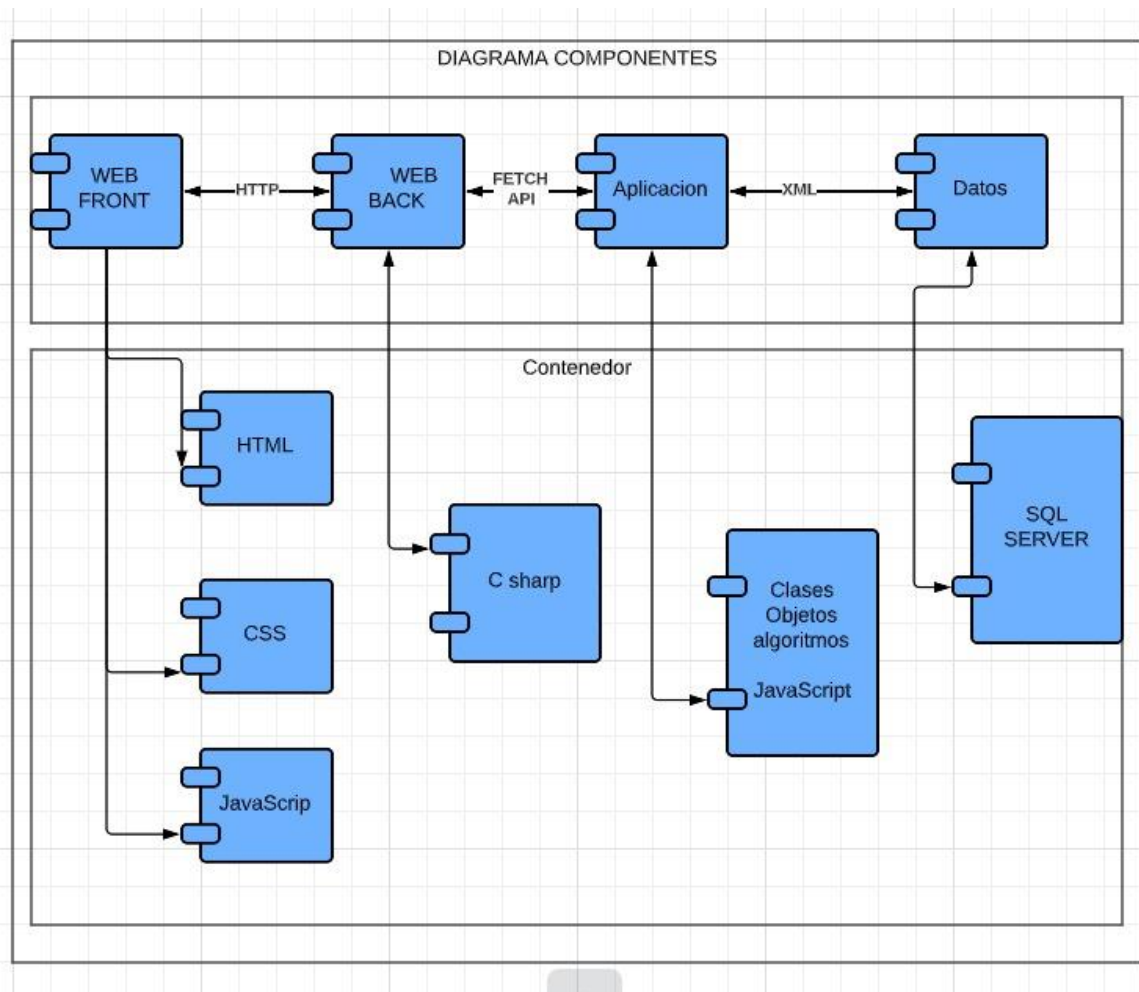 DIAGRAMA COMPONENTES
WEB
FRONT
HTTP
WEB
BACK
FETCH
API
Aplicacion
XML
Datos
Contenedor
HTML
CSS
JavaScrip
C sharp
Clases
Objetos
algoritmos
JavaScript
SQL
SERVER